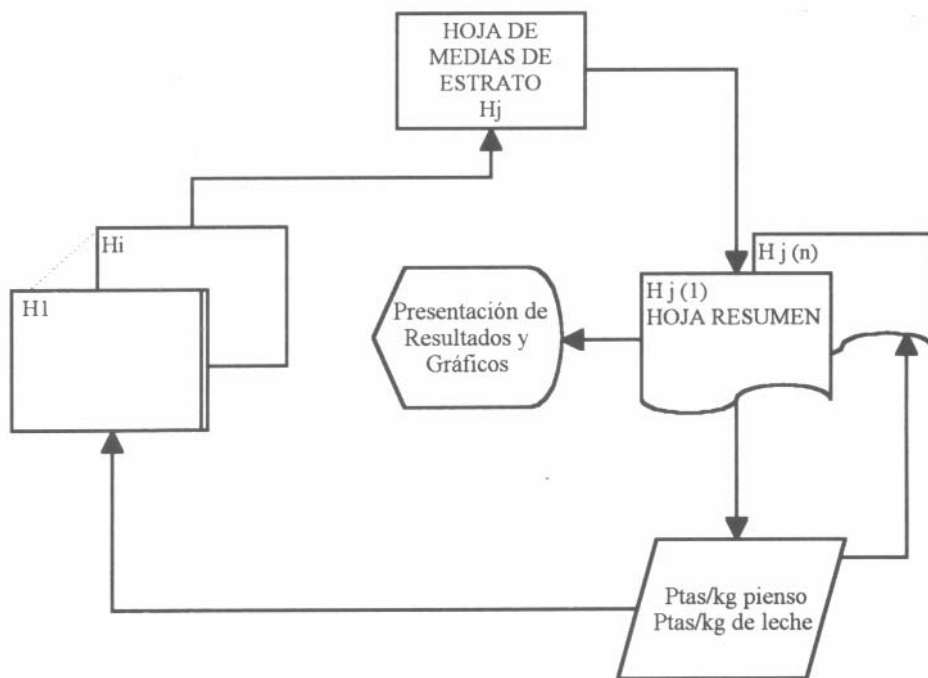 HOJA DE
MEDIAS DE
ESTRATO
Hj
Hi
H1
H j (n)
H j (1)
HOJA RESUMEN
Presentación de
Resultados y
Gráficos
Ptas/kg pienso
Ptas/kg de leche